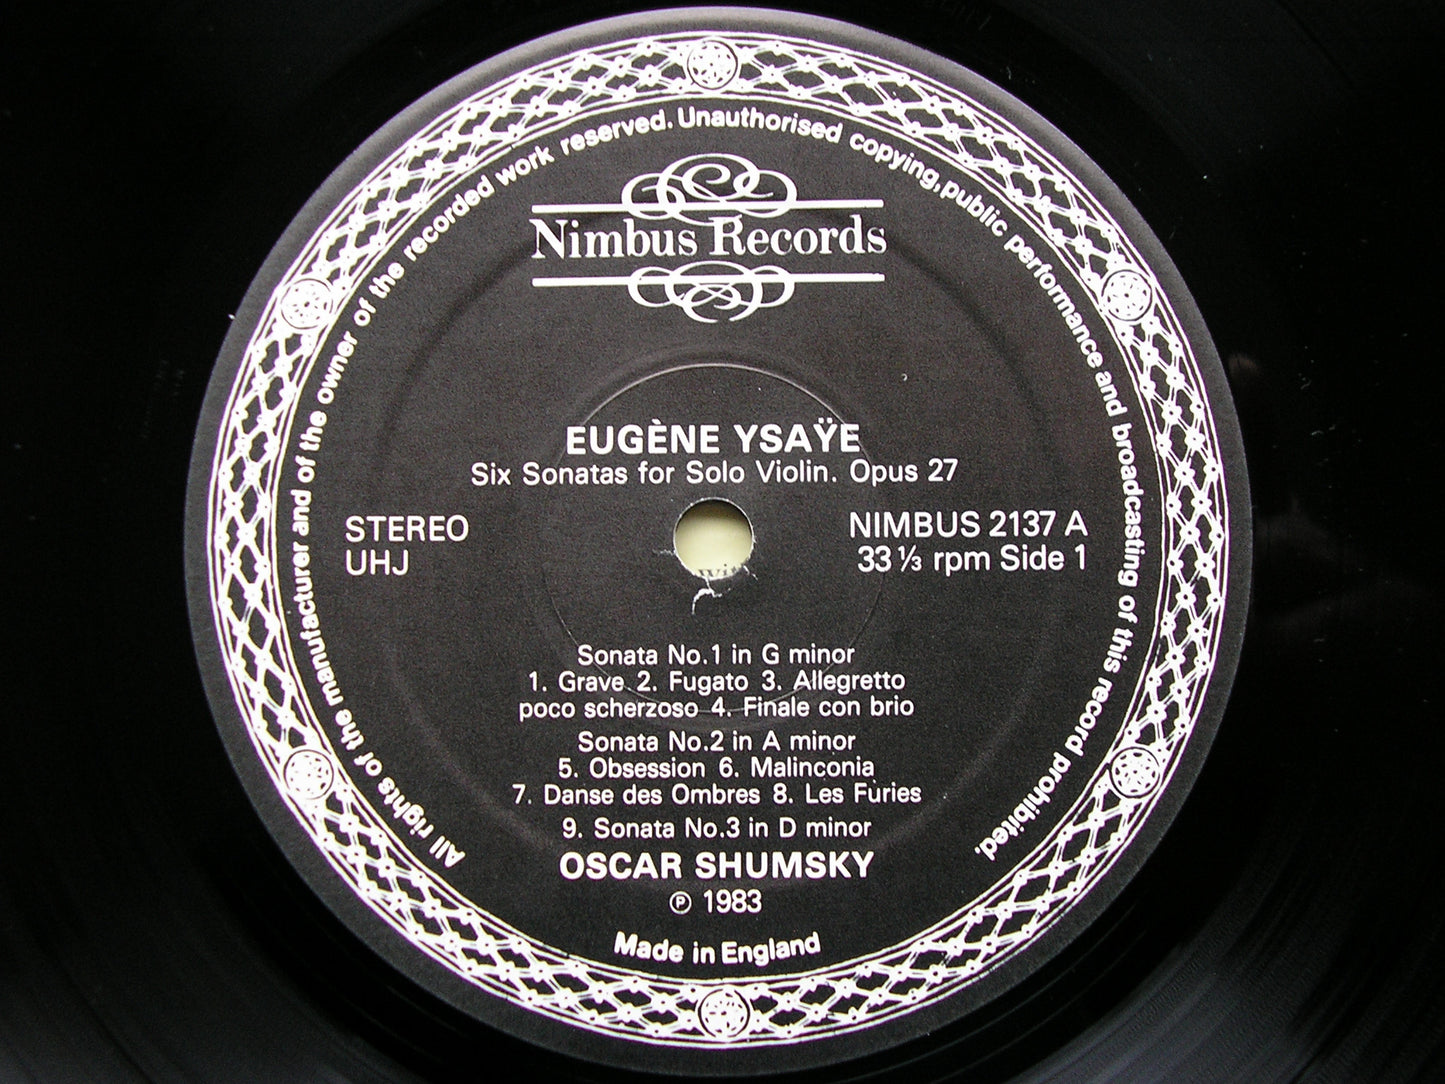 All rights of the manufacturer and of the owner of the recorded work reserved. Unauthorised copying, public performance and broadcasting of this record prohibited.
Nimbus Records
EUGÈNE YSAŸE
Six Sonatas for Solo Violin. Opus 27
STEREO
UHJ
NIMBUS 2137 A
33 ⅓ rpm Side 1
Sonata No.1 in G minor
1. Grave 2. Fugato 3. Allegretto
poco scherzoso 4. Finale con brio
Sonata No.2 in A minor
5. Obsession 6. Malinconia
7. Danse des Ombres 8. Les Furies
9. Sonata No.3 in D minor
OSCAR SHUMSKY
℗ 1983
Made in England